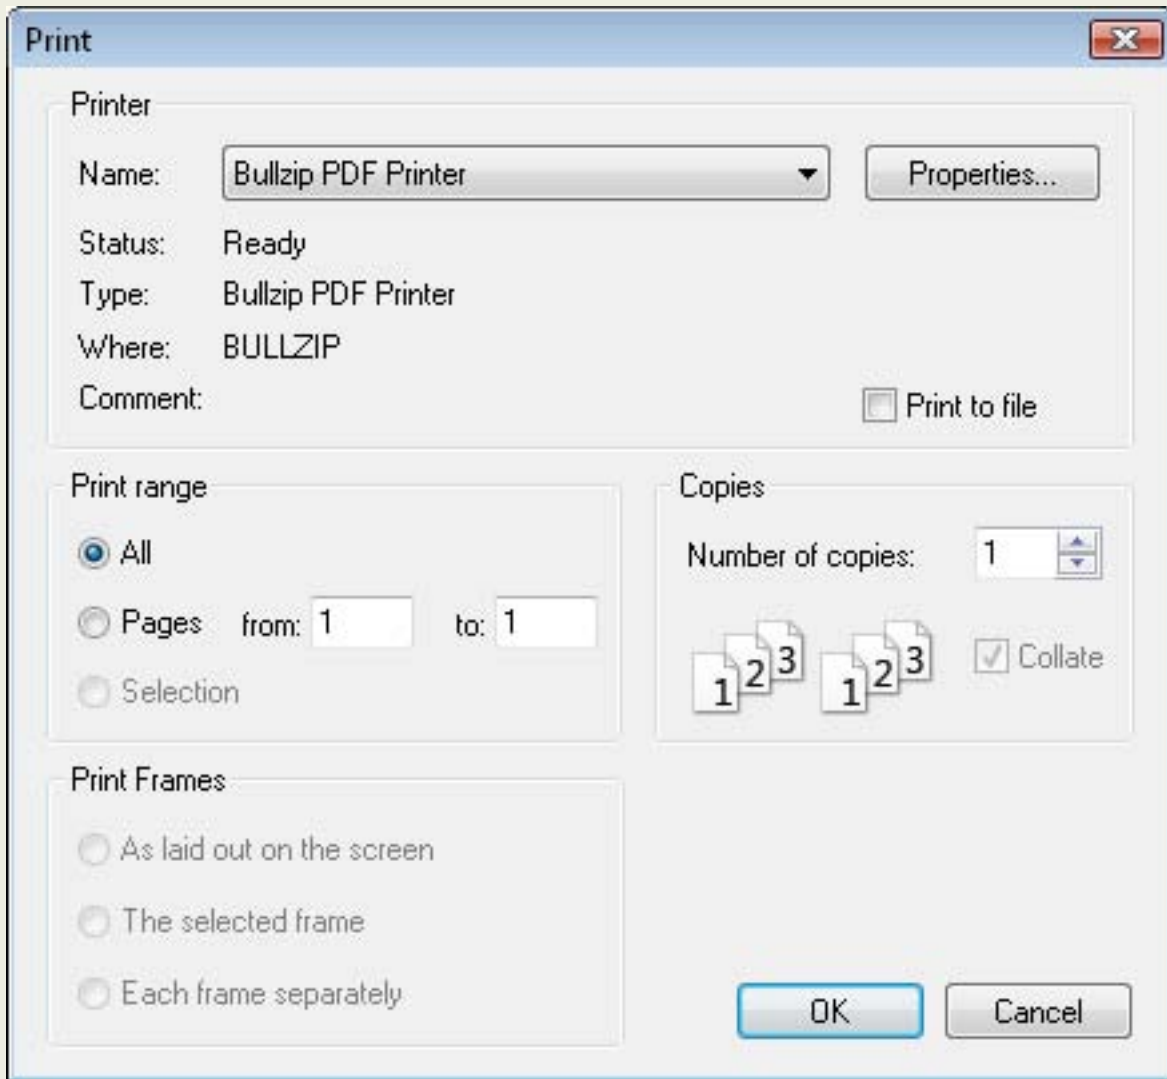 Print
Printer
Name: Bullzip PDF Printer Properties...
Status: Ready
Type: Bullzip PDF Printer
Where: BULLZIP
Comment: Print to file
Print range
All
Pages from: 1 to: 1
Selection
Copies
Number of copies: 1
1 2 3 1 2 3 Collate
Print Frames
As laid out on the screen
The selected frame
Each frame separately
OK Cancel